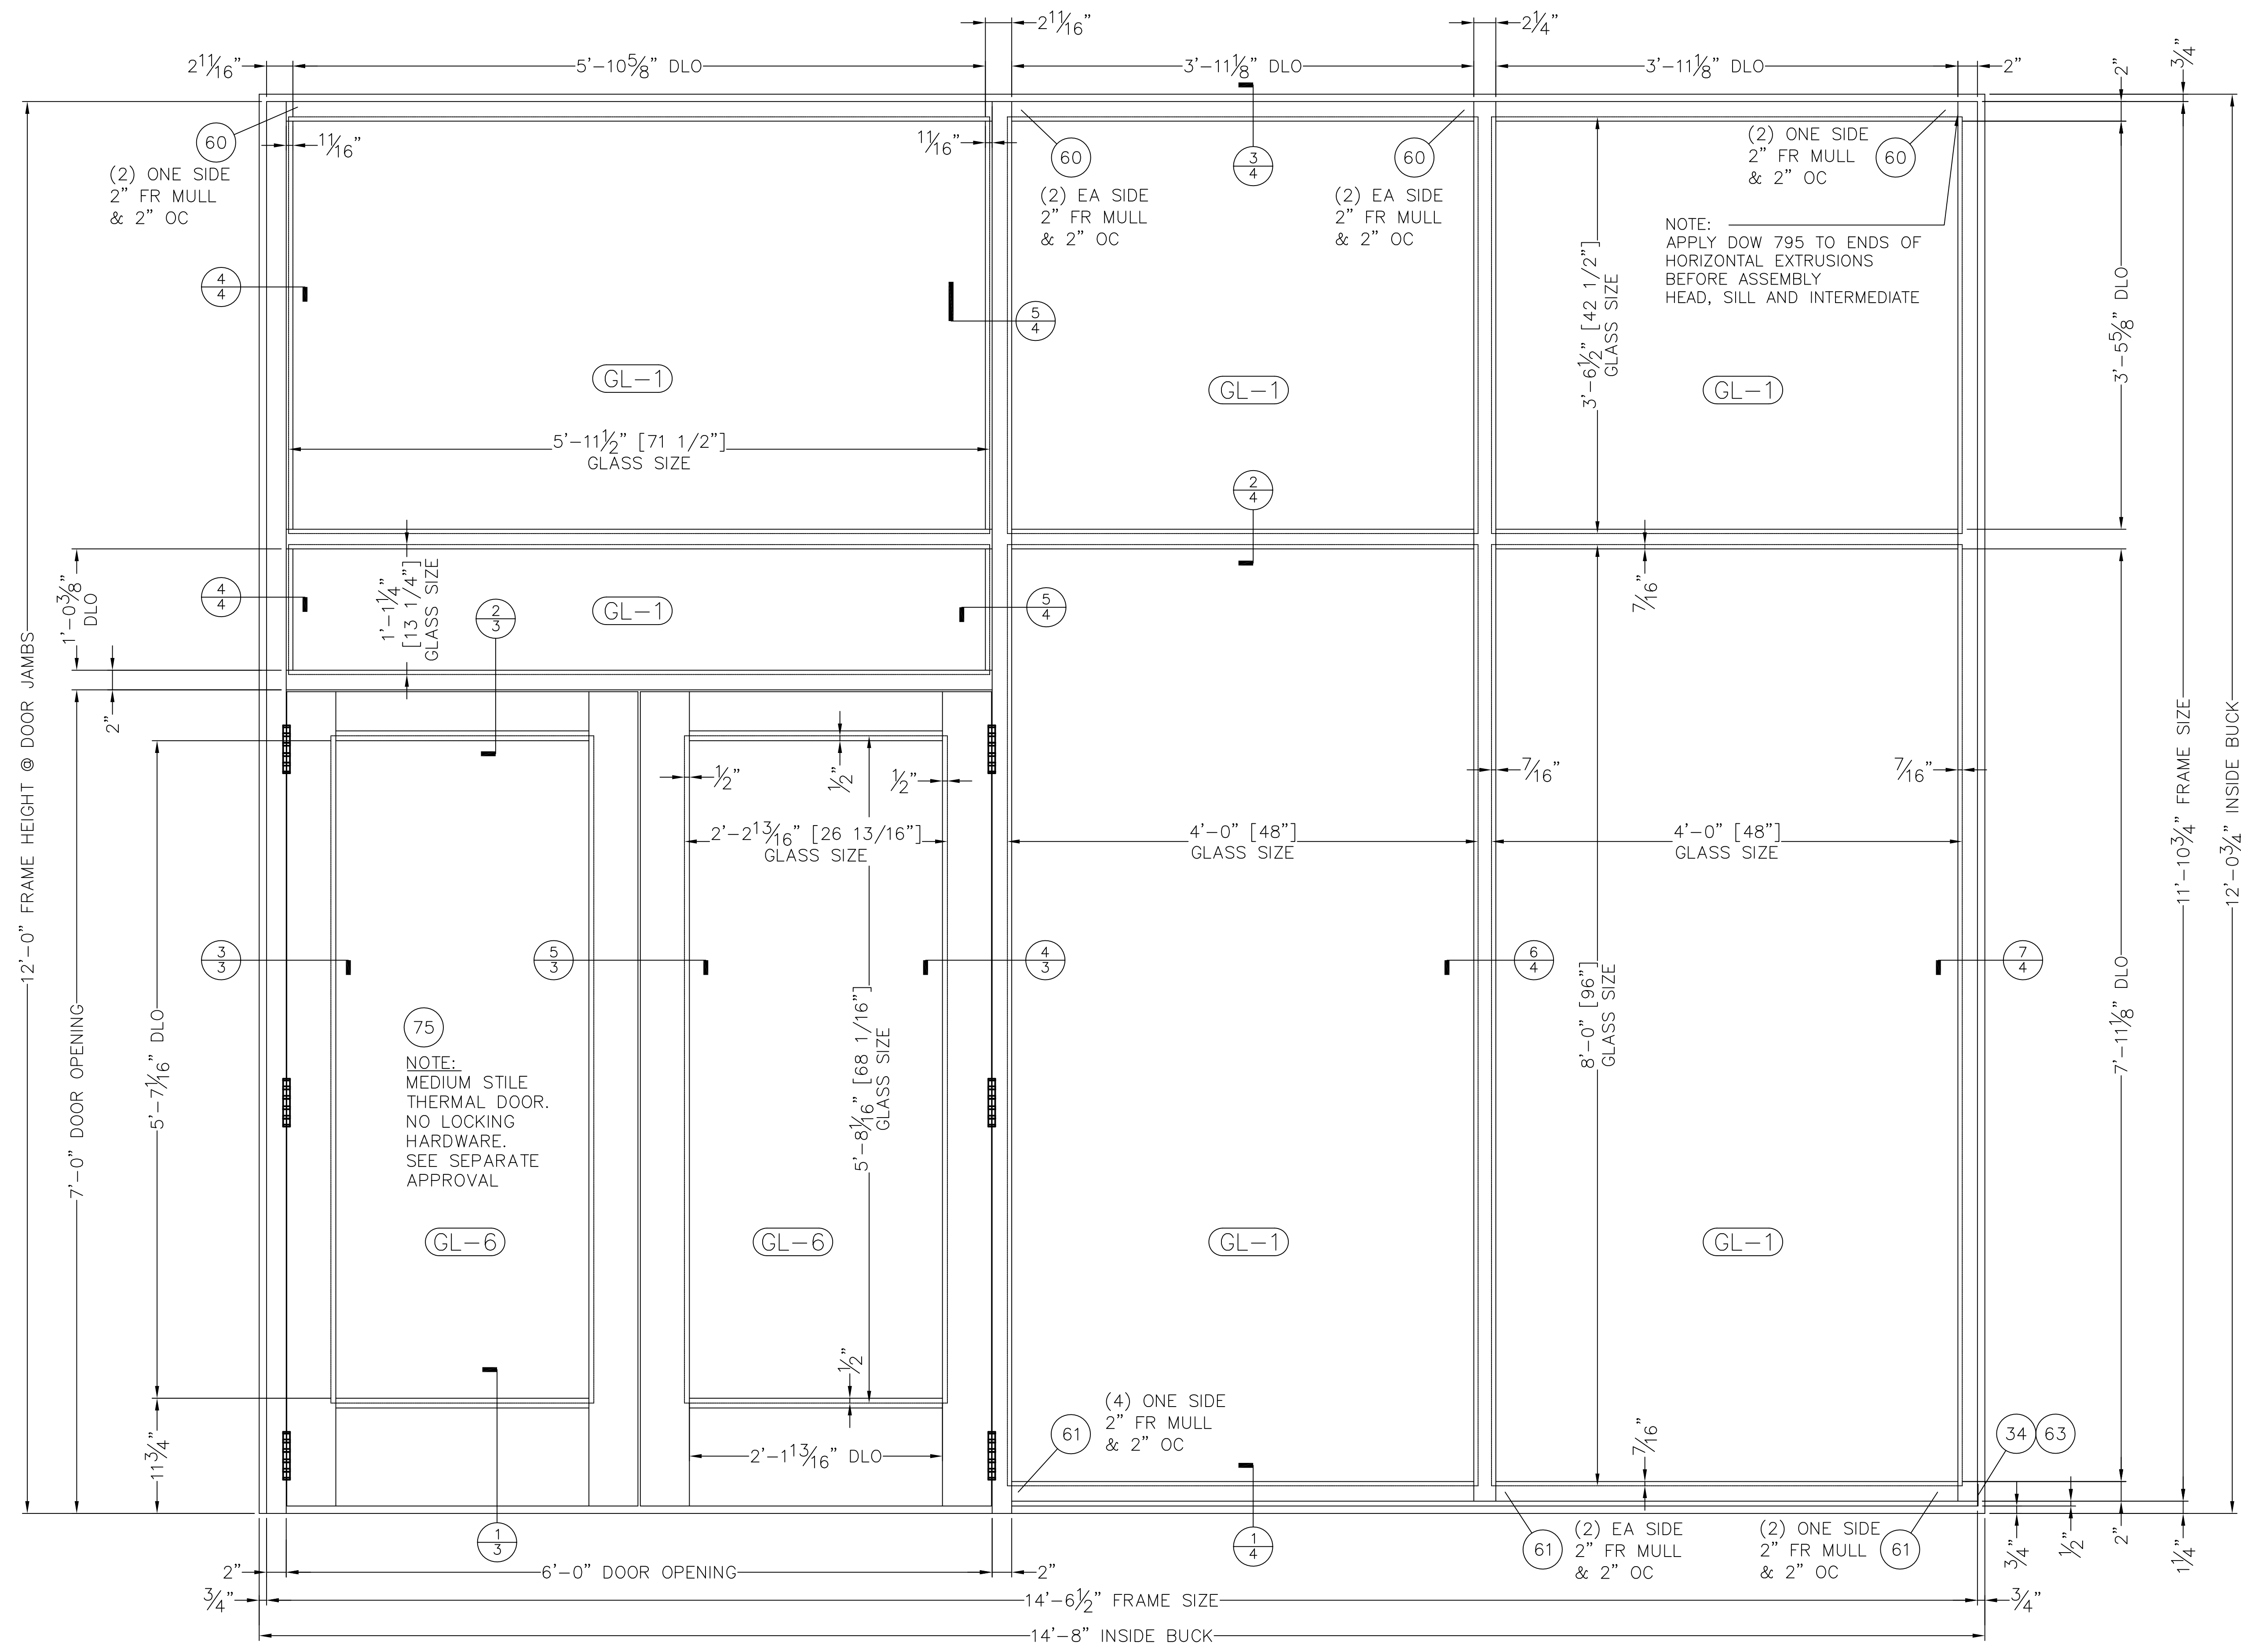 2 11/16”
2 1/4”
2 11/16”
5’-10 5/8” DLO
3’-11 1/8” DLO
3’-11 1/8” DLO
2”
2”
3/4”
60
(2) ONE SIDE
2” FR MULL
& 2” OC
11/16”
11/16”
60
(2) EA SIDE
2” FR MULL
& 2” OC
3
4
60
(2) EA SIDE
2” FR MULL
& 2” OC
(2) ONE SIDE
2” FR MULL
& 2” OC
60
NOTE:
APPLY DOW 795 TO ENDS OF
HORIZONTAL EXTRUSIONS
BEFORE ASSEMBLY
HEAD, SILL AND INTERMEDIATE
4
4
5
4
3’-6 1/2” [42 1/2”]
GLASS SIZE
3’-5 5/8” DLO
GL-1
GL-1
GL-1
5’-11 1/2” [71 1/2”]
GLASS SIZE
2
4
1’-0 3/8”
DLO
4
4
1’-1 1/4”
[13 1/4”]
GLASS SIZE
2
3
GL-1
5
4
7/16”
2”
12’-0” FRAME HEIGHT @ DOOR JAMBS
1/2”
1/2”
1/2”
7/16”
7/16”
11’-10 3/4” FRAME SIZE
12’-0 3/4” INSIDE BUCK
2’-2 13/16” [26 13/16”]
GLASS SIZE
4’-0” [48”]
GLASS SIZE
4’-0” [48”]
GLASS SIZE
3
3
5
3
4
3
6
4
7
4
7’-0” DOOR OPENING
5’-7 1/16” DLO
5’-8 1/16” [68 1/16”]
GLASS SIZE
8’-0” [96”]
GLASS SIZE
7’-11 1/8” DLO
75
NOTE:
MEDIUM STILE
THERMAL DOOR.
NO LOCKING
HARDWARE.
SEE SEPARATE
APPROVAL
GL-6
GL-6
GL-1
GL-1
1/2”
11 3/4”
2’-1 13/16” DLO
61
(4) ONE SIDE
2” FR MULL
& 2” OC
7/16”
34
63
1
3
1
4
61
(2) EA SIDE
2” FR MULL
& 2” OC
(2) ONE SIDE
2” FR MULL
& 2” OC
61
3/4”
1/2”
2”
1 1/4”
2”
6’-0” DOOR OPENING
2”
3/4”
14’-6 1/2” FRAME SIZE
3/4”
14’-8” INSIDE BUCK